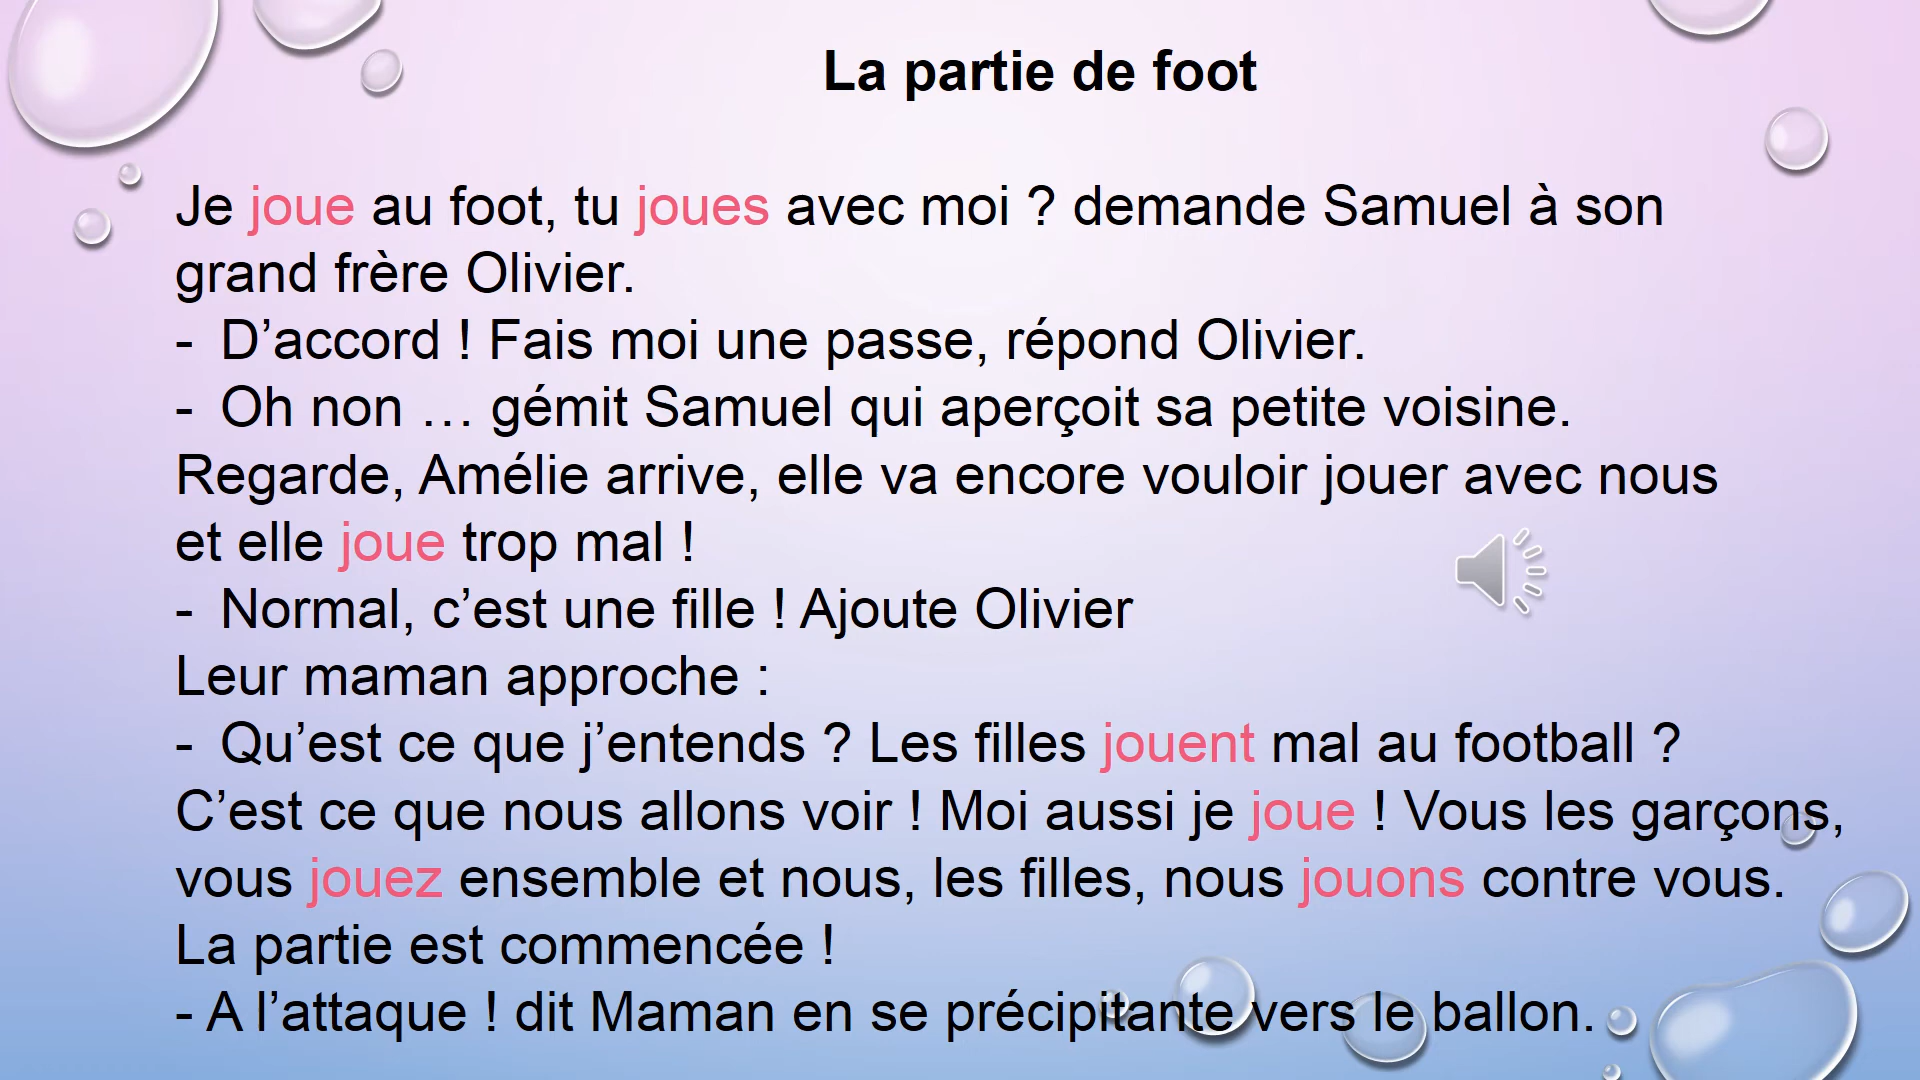 La partie de foot
Je joue au foot, tu joues avec moi ? demande Samuel à son
grand frère Olivier.
- D’accord ! Fais moi une passe, répond Olivier.
- Oh non … gémit Samuel qui aperçoit sa petite voisine.
Regarde, Amélie arrive, elle va encore vouloir jouer avec nous
et elle joue trop mal !
- Normal, c’est une fille ! Ajoute Olivier
Leur maman approche :
- Qu’est ce que j’entends ? Les filles jouent mal au football ?
C’est ce que nous allons voir ! Moi aussi je joue ! Vous les garçons,
vous jouez ensemble et nous, les filles, nous jouons contre vous.
La partie est commencée !
- A l’attaque ! dit Maman en se précipitante vers le ballon.